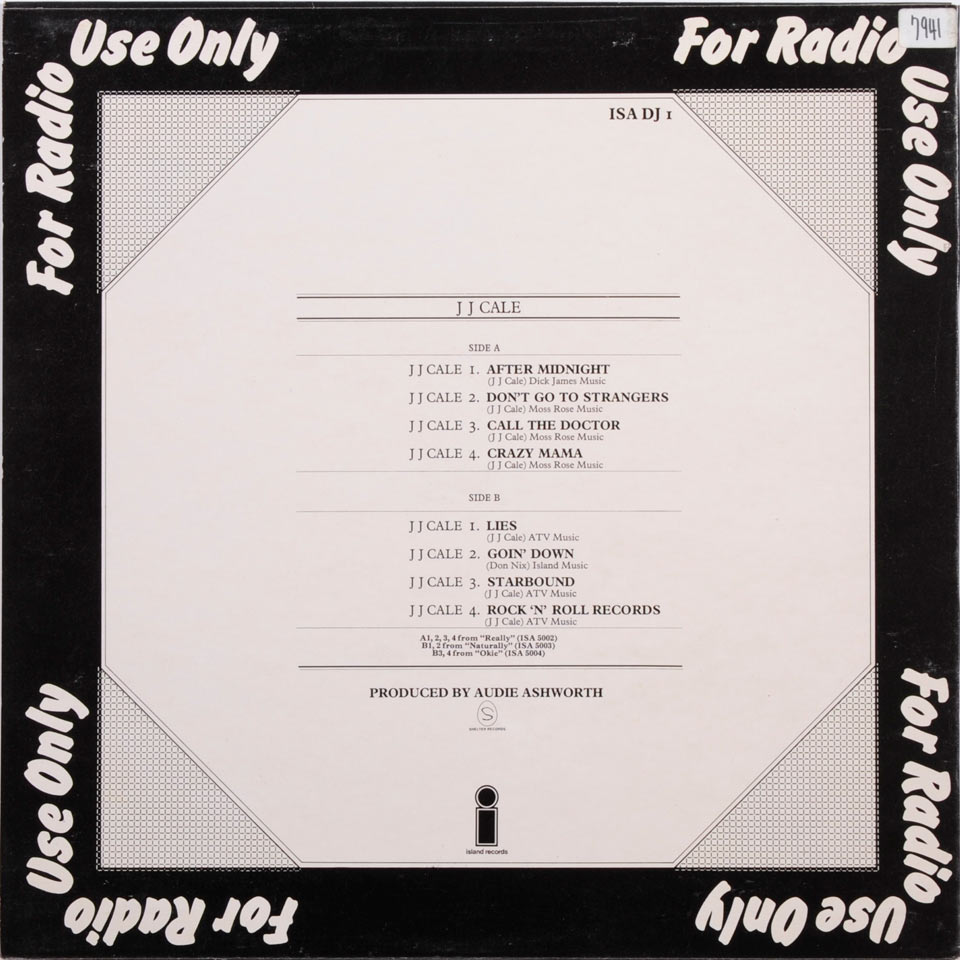 Use Only
For Radio
7941
For Radio
Use Only
ISA DJ 1
J J CALE
SIDE A
J J CALE 1. AFTER MIDNIGHT
(J J Cale) Dick James Music
J J CALE 2. DON'T GO TO STRANGERS
(J J Cale) Moss Rose Music
J J CALE 3. CALL THE DOCTOR
(J J Cale) Moss Rose Music
J J CALE 4. CRAZY MAMA
(J J Cale) Moss Rose Music
SIDE B
J J CALE 1. LIES
(J J Cale) ATV Music
J J CALE 2. GOIN' DOWN
(Don Nix) Island Music
J J CALE 3. STARBOUND
(J J Cale) ATV Music
J J CALE 4. ROCK 'N' ROLL RECORDS
(J J Cale) ATV Music
A1, 2, 3, 4 from "Really" (ISA 5002)
B1, 2 from "Naturally" (ISA 5003)
B3, 4 from "Okie" (ISA 5004)
PRODUCED BY AUDIE ASHWORTH
S
SHELTER RECORDS
island records
Use Only
For Radio
For Radio
Use Only